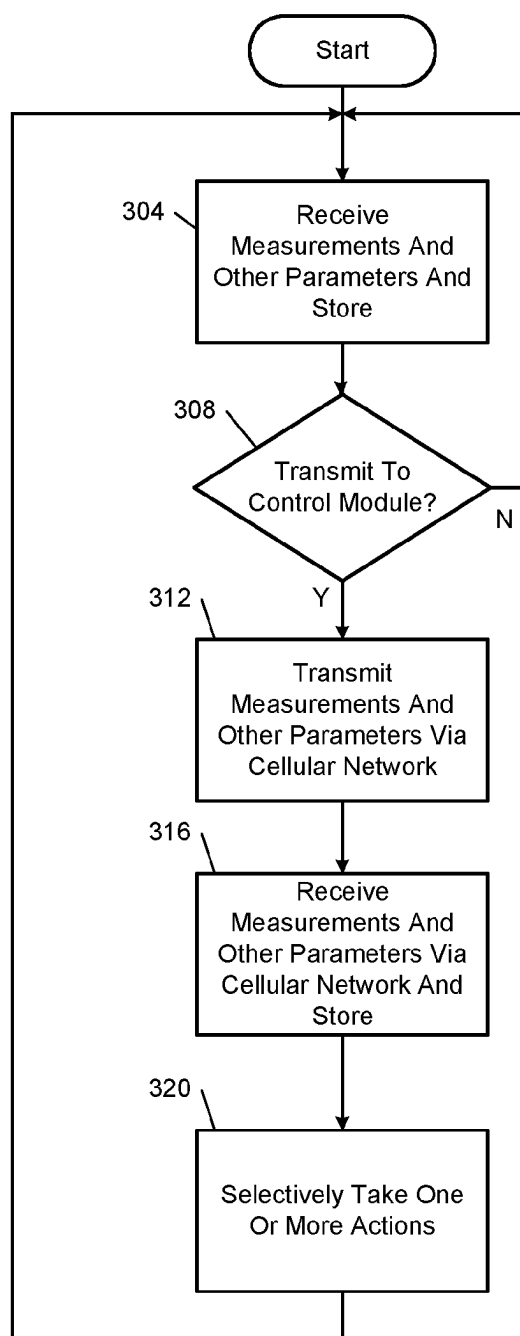 Start
304
Receive
Measurements And
Other Parameters And
Store
308
Transmit To
Control Module?
N
Y
312
Transmit
Measurements And
Other Parameters Via
Cellular Network
316
Receive
Measurements And
Other Parameters Via
Cellular Network And
Store
320
Selectively Take One
Or More Actions